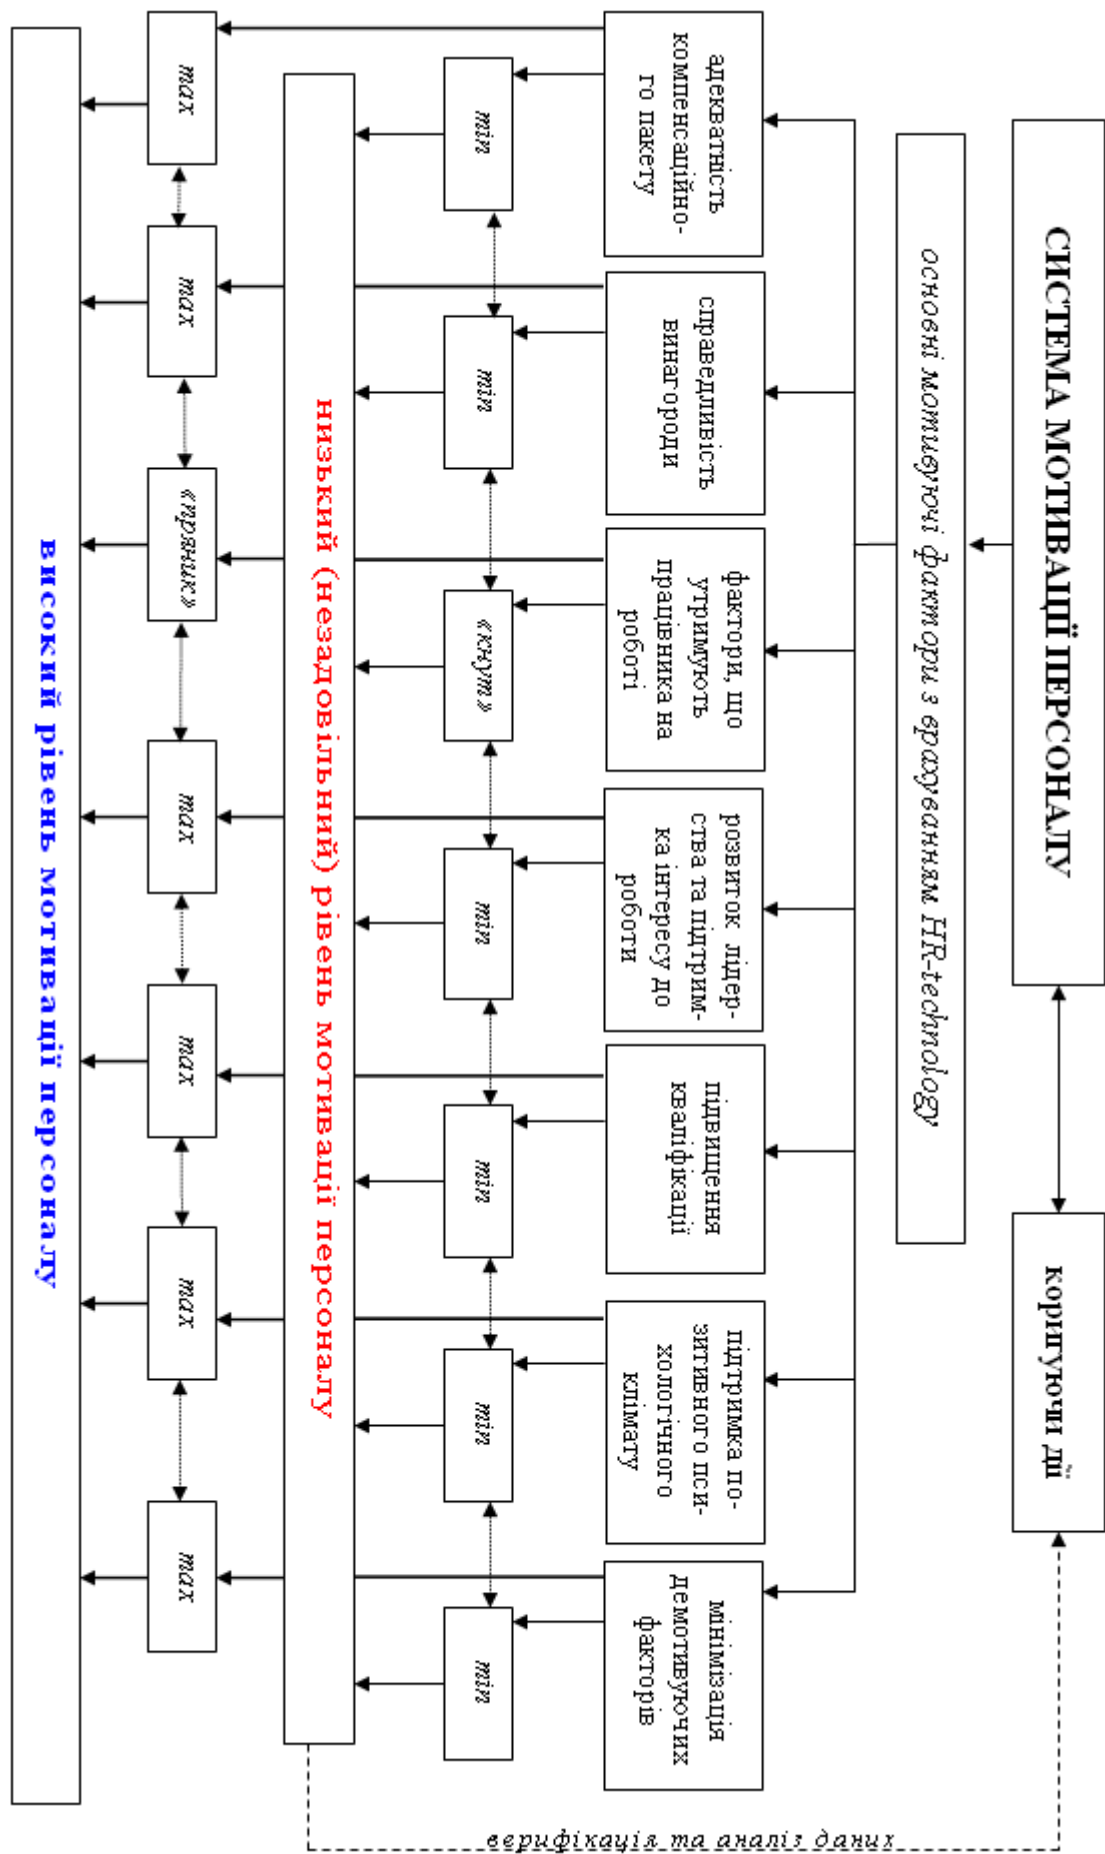 СИСТЕМА МОТИВАЦІЇ ПЕРСОНАЛУ
коригуючи дії
основні мотивуючі фактори з врахуванням HR-technology
адекватність
компенсаційно-
го пакету
справедливість
винагороди
фактори, що
утримують
працівника на
роботі
розвиток лідер-
ства та підтрим-
ка інтересу до
роботи
підвищення
кваліфікації
підтримка по-
зитивного пси-
хологічного
клімату
мінімізація
демотивуючих
факторів
min
min
«кнут»
min
min
min
min
низький (незадовільний) рівень мотивації персоналу
max
max
«пряник»
max
max
max
max
високий рівень мотивації персоналу
верифікація та аналіз даних